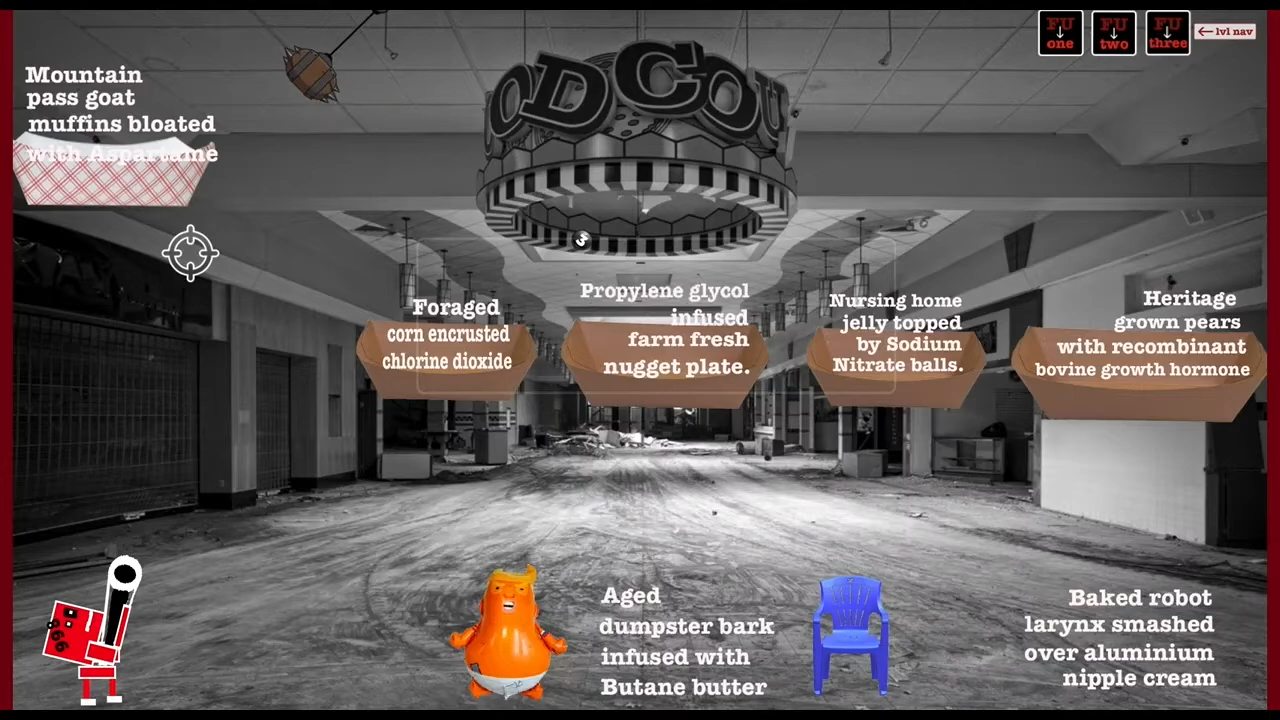 FU
one
FU
two
FU
three
lvl nav
OD COU
Mountain
pass goat
muffins bloated
with Aspartame
3
Foraged
corn encrusted
chlorine dioxide
Propylene glycol
infused
farm fresh
nugget plate.
Nursing home
jelly topped
by Sodium
Nitrate balls.
Heritage
grown pears
with recombinant
bovine growth hormone
Aged
dumpster bark
infused with
Butane butter
Baked robot
larynx smashed
over aluminium
nipple cream